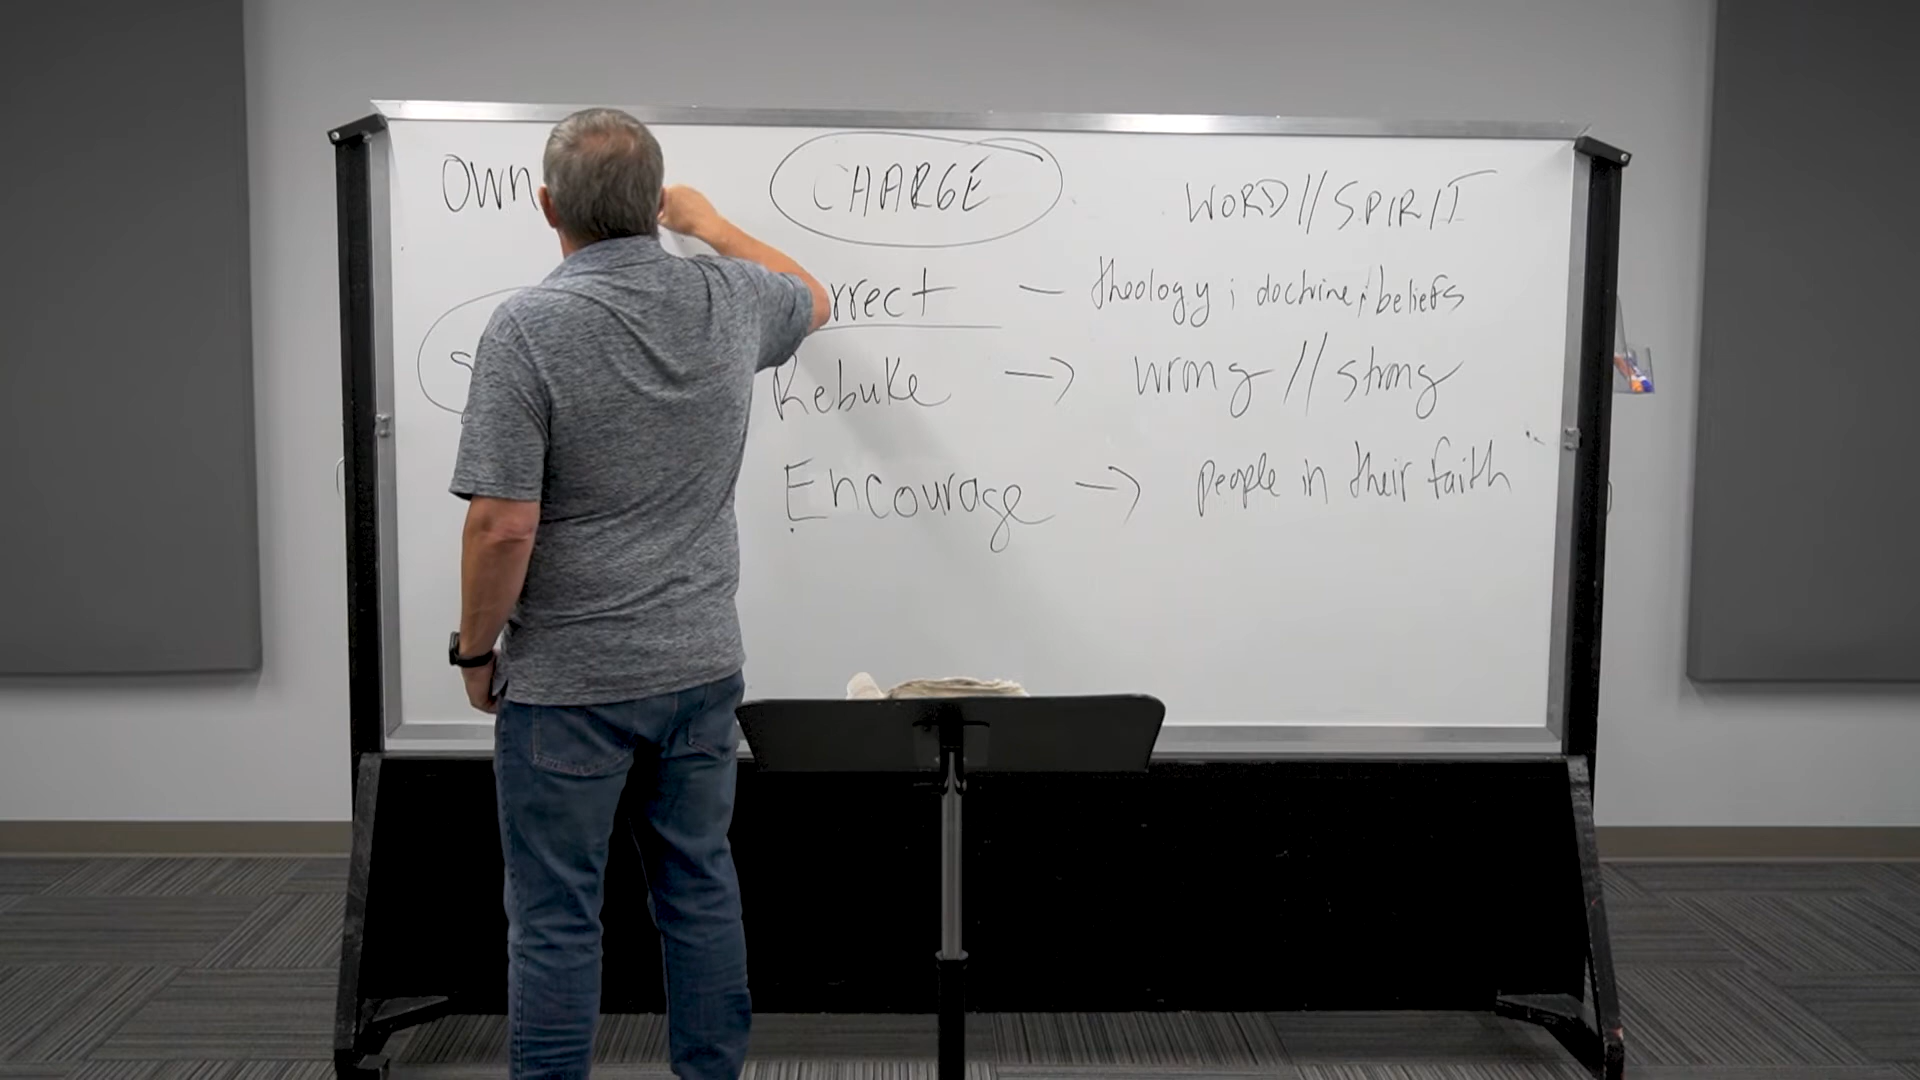 Own CHARGE WORD//SPIRIT
rrect — theology; doctrine; beliefs
Rebuke → wrong // strong
Encourage → people in their faith